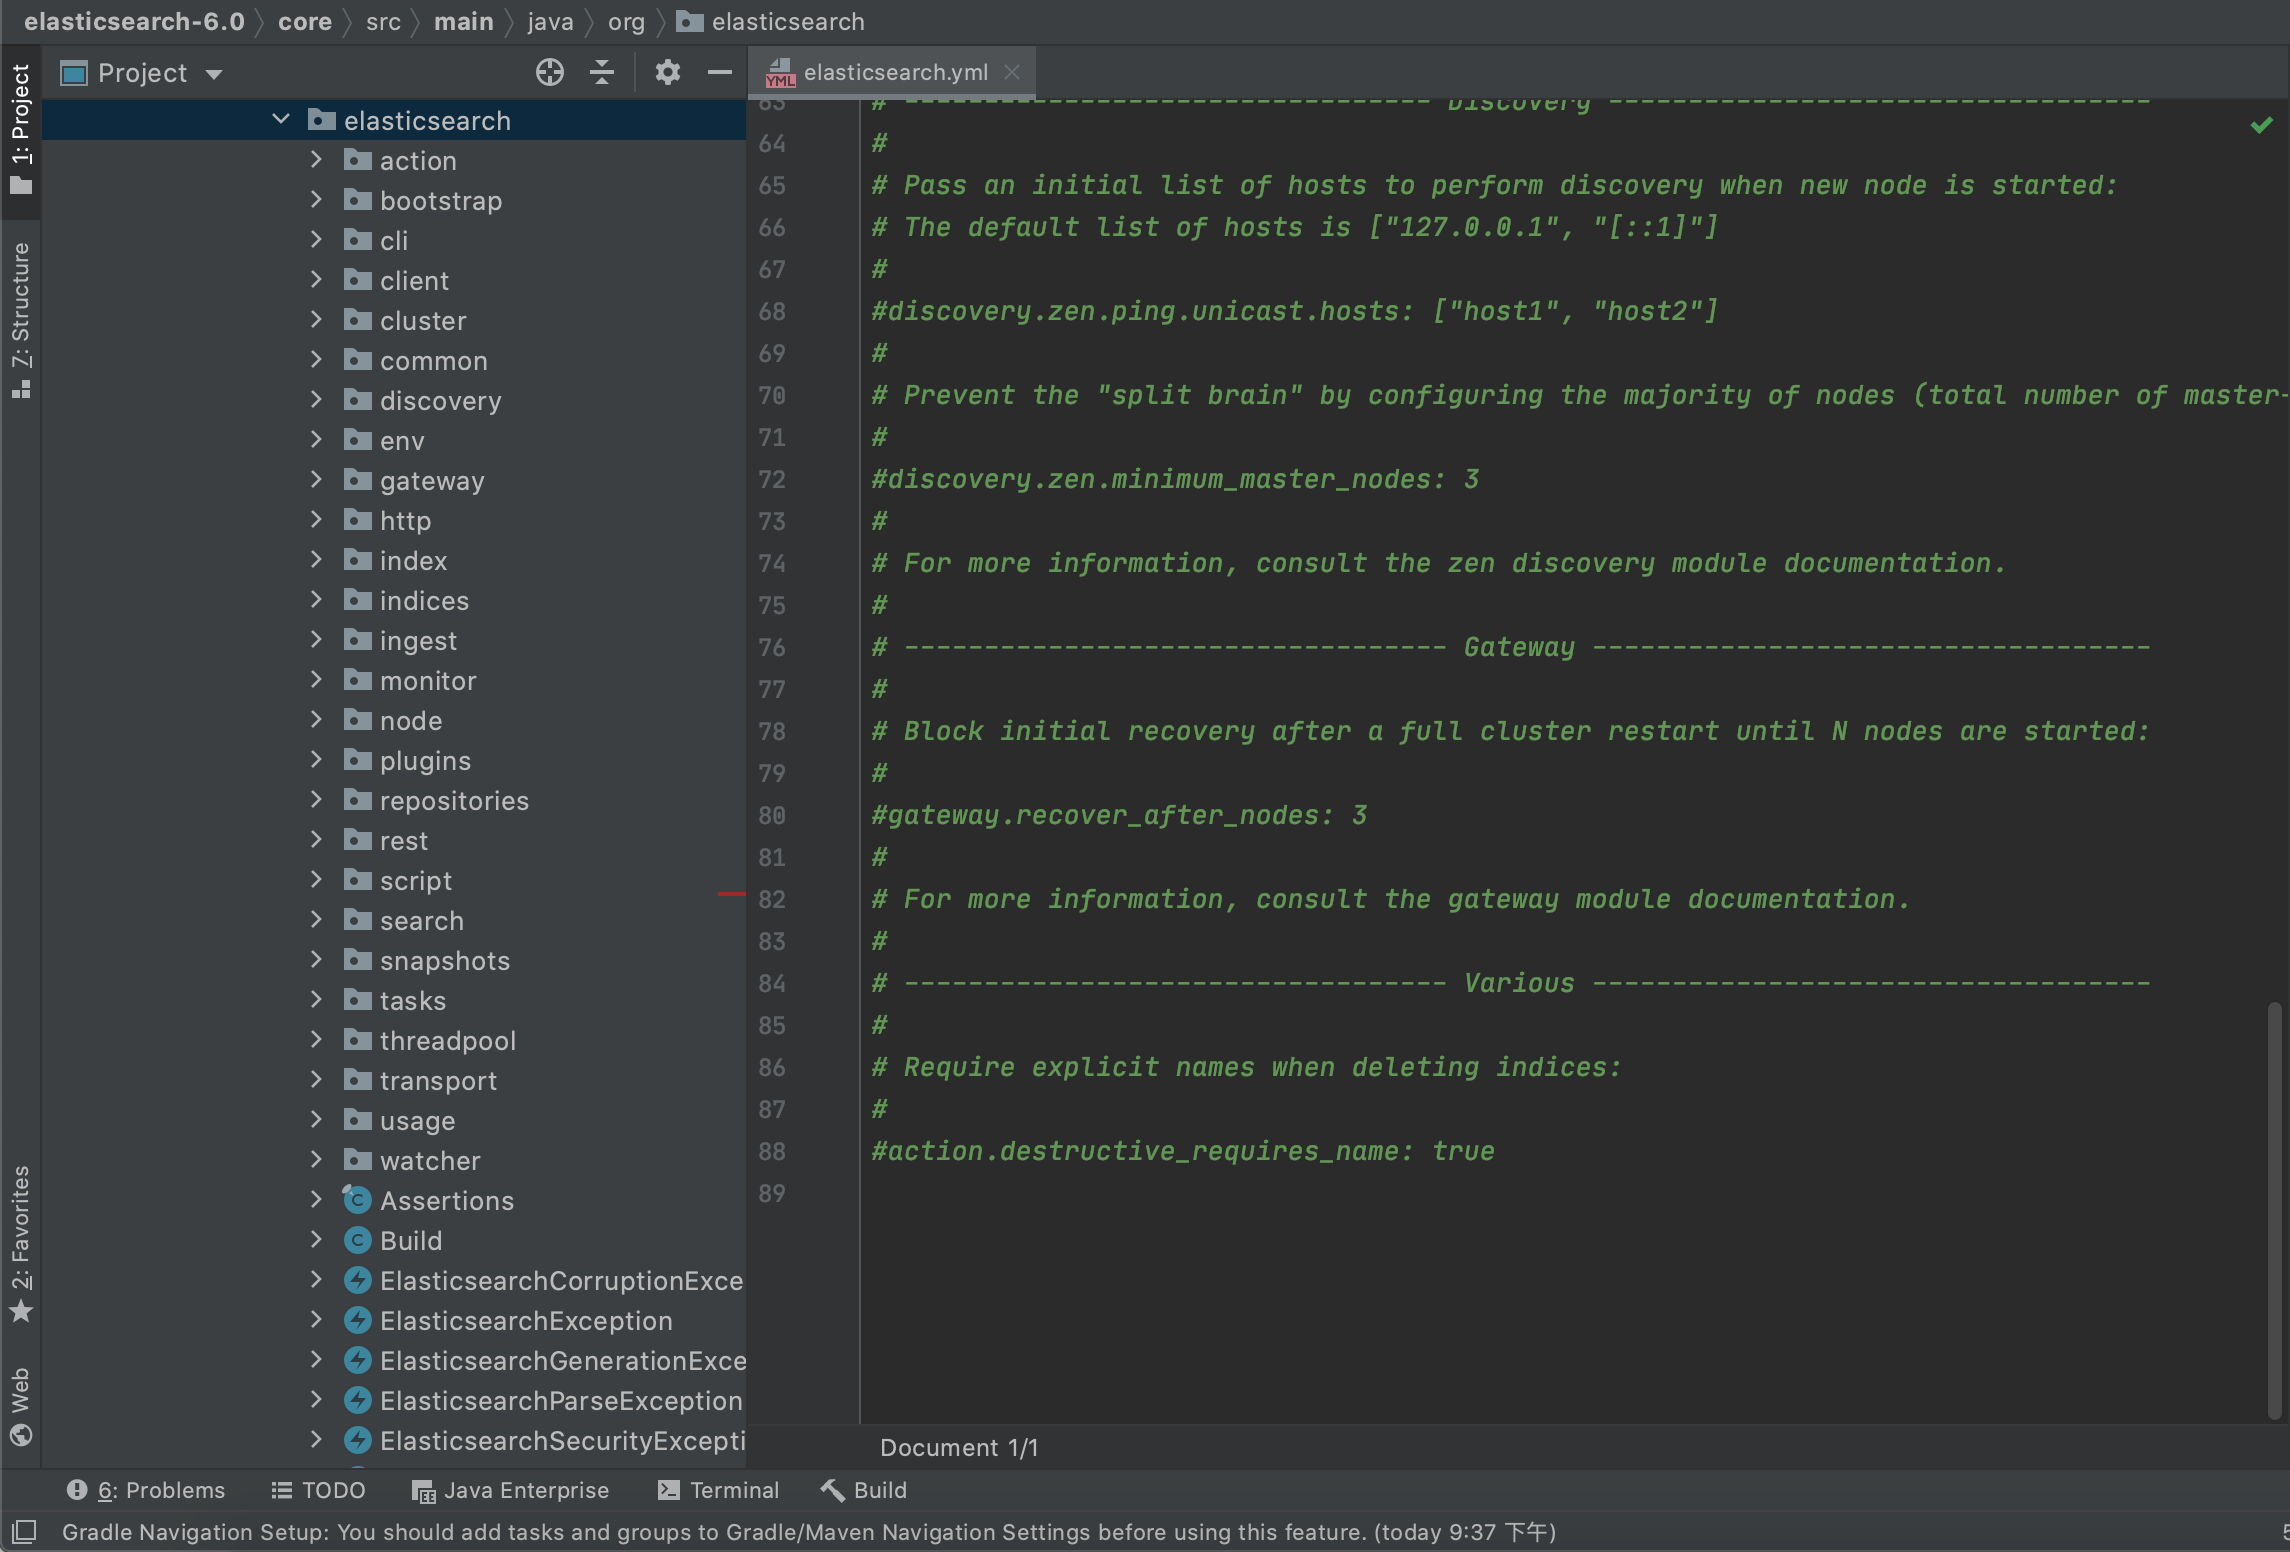 elasticsearch-6.0 core src main java org elasticsearch
Project
elasticsearch.yml
1: Project
7: Structure
2: Favorites
Web
elasticsearch
action
bootstrap
cli
client
cluster
common
discovery
env
gateway
http
index
indices
ingest
monitor
node
plugins
repositories
rest
script
search
snapshots
tasks
threadpool
transport
usage
watcher
Assertions
Build
ElasticsearchCorruptionExce
ElasticsearchException
ElasticsearchGenerationExce
ElasticsearchParseException
ElasticsearchSecurityExcepti
63 # --------------------------------- Discovery ----------------------------------
64 #
65 # Pass an initial list of hosts to perform discovery when new node is started:
66 # The default list of hosts is ["127.0.0.1", "[::1]"]
67 #
68 #discovery.zen.ping.unicast.hosts: ["host1", "host2"]
69 #
70 # Prevent the "split brain" by configuring the majority of nodes (total number of master-
71 #
72 #discovery.zen.minimum_master_nodes: 3
73 #
74 # For more information, consult the zen discovery module documentation.
75 #
76 # ---------------------------------- Gateway -----------------------------------
77 #
78 # Block initial recovery after a full cluster restart until N nodes are started:
79 #
80 #gateway.recover_after_nodes: 3
81 #
82 # For more information, consult the gateway module documentation.
83 #
84 # ---------------------------------- Various -----------------------------------
85 #
86 # Require explicit names when deleting indices:
87 #
88 #action.destructive_requires_name: true
89
Document 1/1
6: Problems TODO Java Enterprise Terminal Build
Gradle Navigation Setup: You should add tasks and groups to Gradle/Maven Navigation Settings before using this feature. (today 9:37 下午)